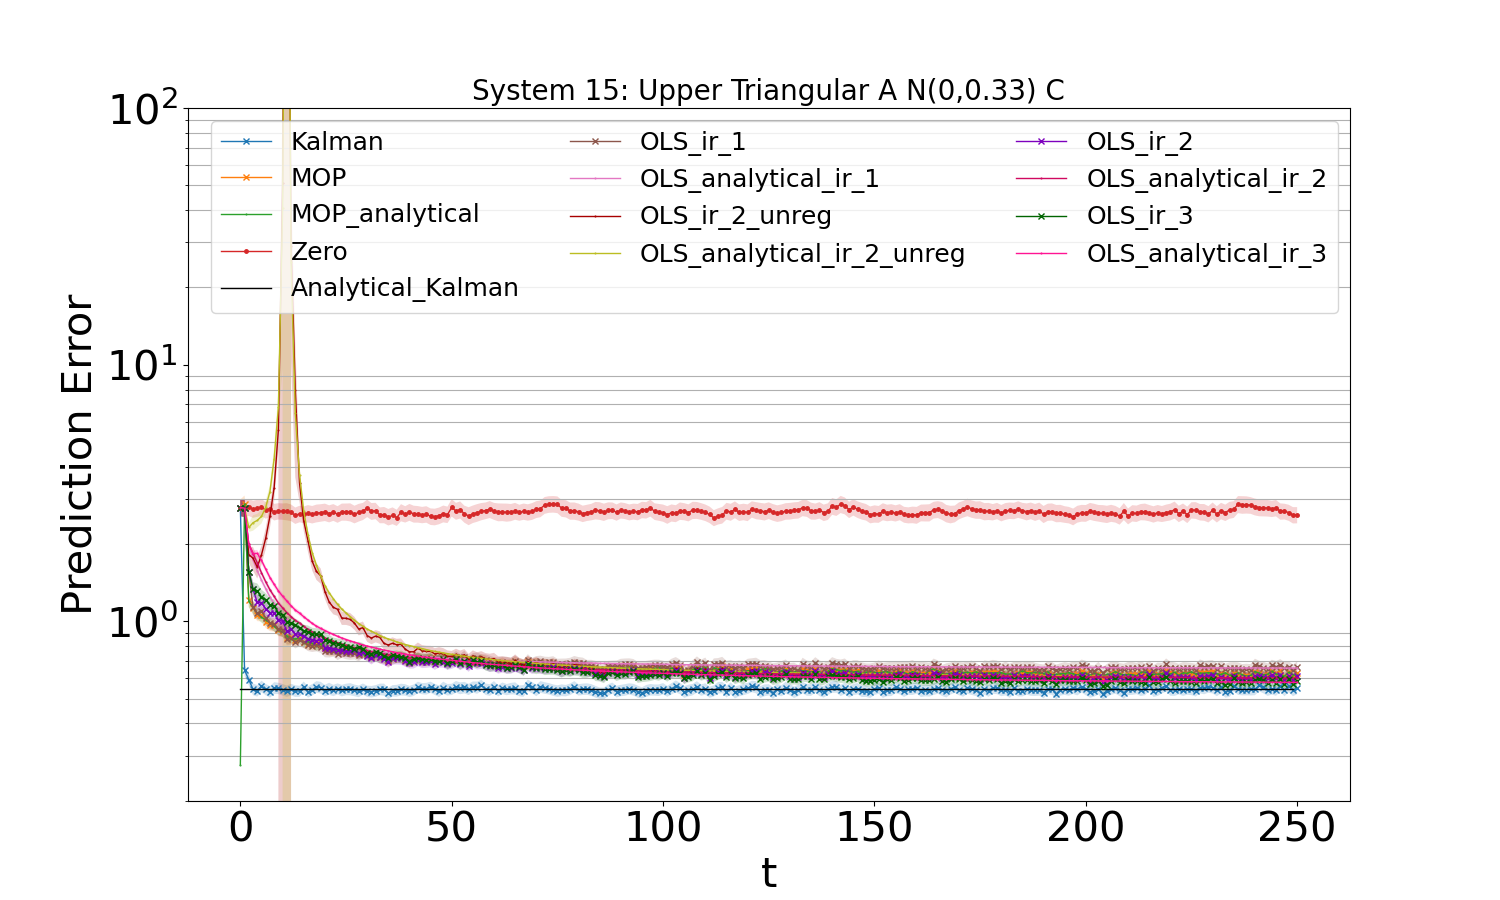 System 15: Upper Triangular A N(0,0.33) C
Prediction Error
10²
10¹
10⁰
Kalman
MOP
MOP_analytical
Zero
Analytical_Kalman
OLS_ir_1
OLS_analytical_ir_1
OLS_ir_2_unreg
OLS_analytical_ir_2_unreg
OLS_ir_2
OLS_analytical_ir_2
OLS_ir_3
OLS_analytical_ir_3
0 50 100 150 200 250
t